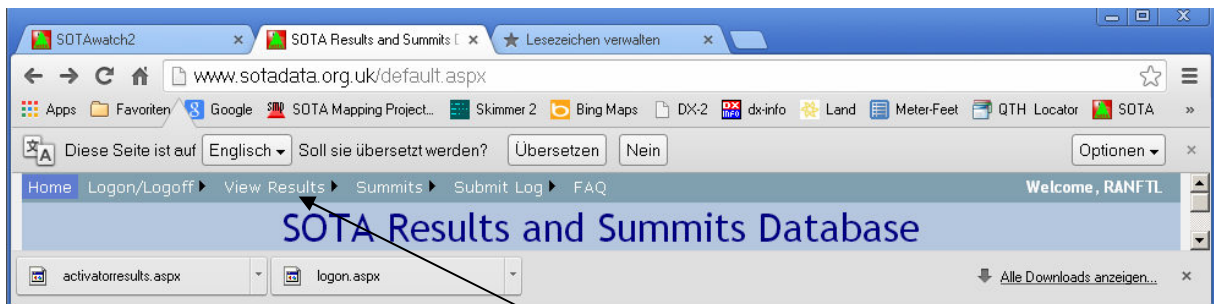 SOTAwatch2 SOTA Results and Summits D Lesezeichen verwalten
www.sotadata.org.uk/default.aspx
Apps Favoriten Google SOTA Mapping Project... Skimmer 2 Bing Maps DX-2 dx-info Land Meter-Feet QTH Locator SOTA »
Diese Seite ist auf Englisch Soll sie übersetzt werden? Übersetzen Nein Optionen
Home Logon/Logoff View Results Summits Submit Log FAQ Welcome, RANFTL
SOTA Results and Summits Database
activatorresults.aspx logon.aspx Alle Downloads anzeigen...